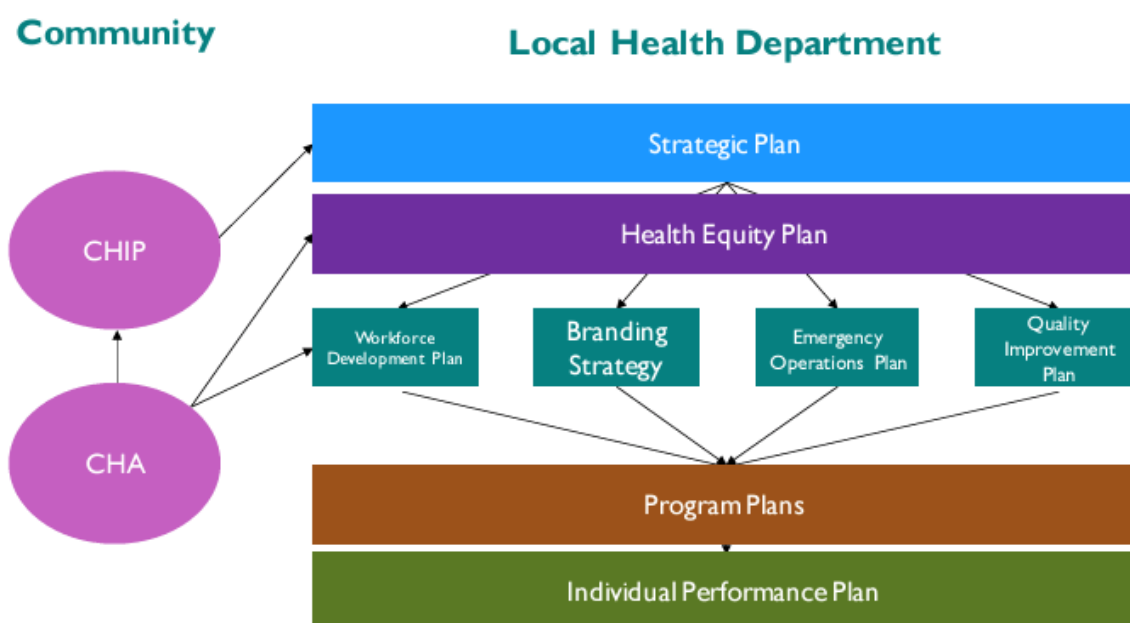 Community
Local Health Department
Strategic Plan
CHIP
Health Equity Plan
Workforce
Development Plan
Branding
Strategy
Emergency
Operations Plan
Quality
Improvement
Plan
CHA
Program Plans
Individual Performance Plan